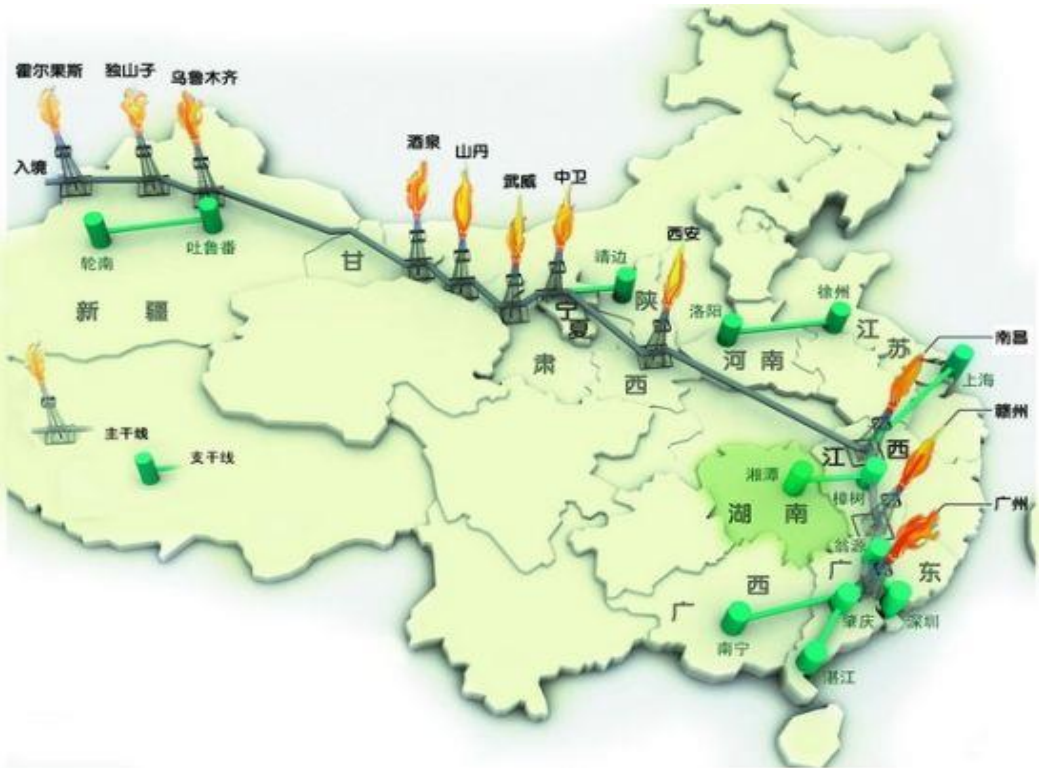 霍尔果斯
独山子
乌鲁木齐
入境
轮南
吐鲁番
新疆
甘
酒泉
山丹
武威
中卫
靖边
宁
夏
肃
陕
西
西安
洛阳
徐州
河南
江
苏
南昌
上海
赣州
主干线
支干线
江西
湘潭
樟树
湖南
广州
翁源
广东
广西
肇庆
深圳
南宁
湛江